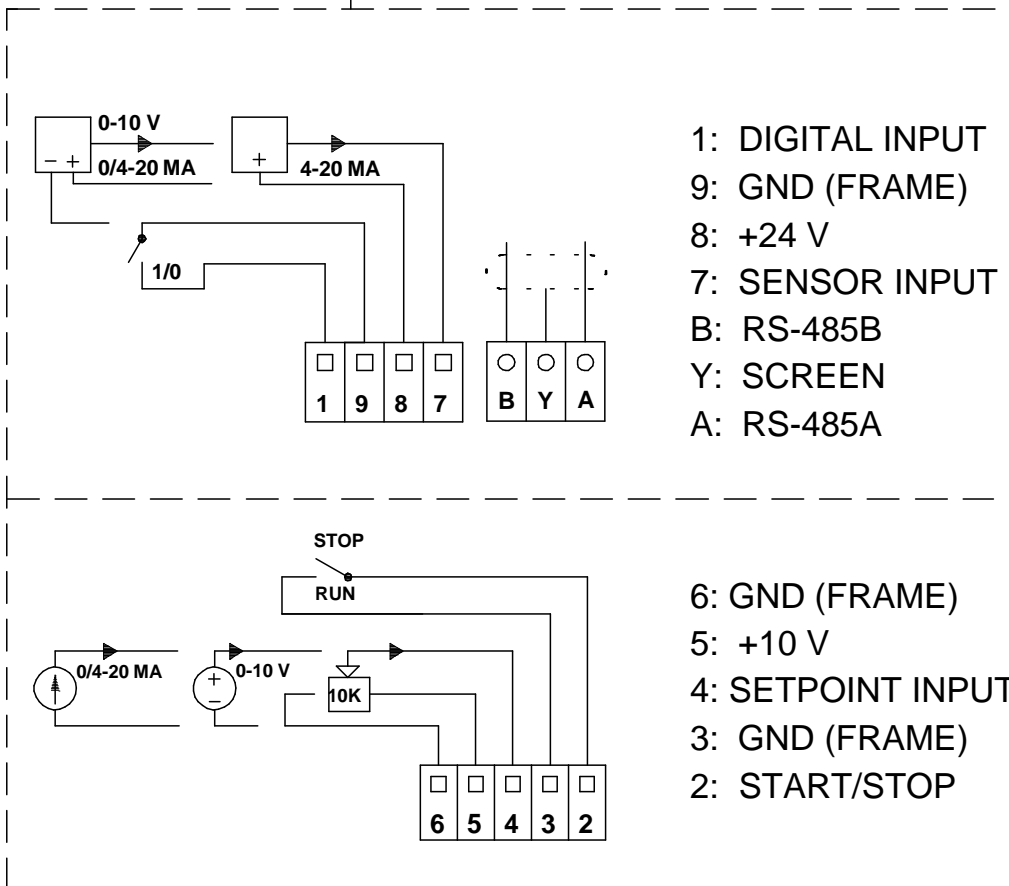 0-10 V
- +
0/4-20 MA
+
4-20 MA
1/0
1 9 8 7
B Y A
1: DIGITAL INPUT
9: GND (FRAME)
8: +24 V
7: SENSOR INPUT
B: RS-485B
Y: SCREEN
A: RS-485A
STOP
RUN
0/4-20 MA
+
-
0-10 V
10K
6 5 4 3 2
6: GND (FRAME)
5: +10 V
4: SETPOINT INPUT
3: GND (FRAME)
2: START/STOP